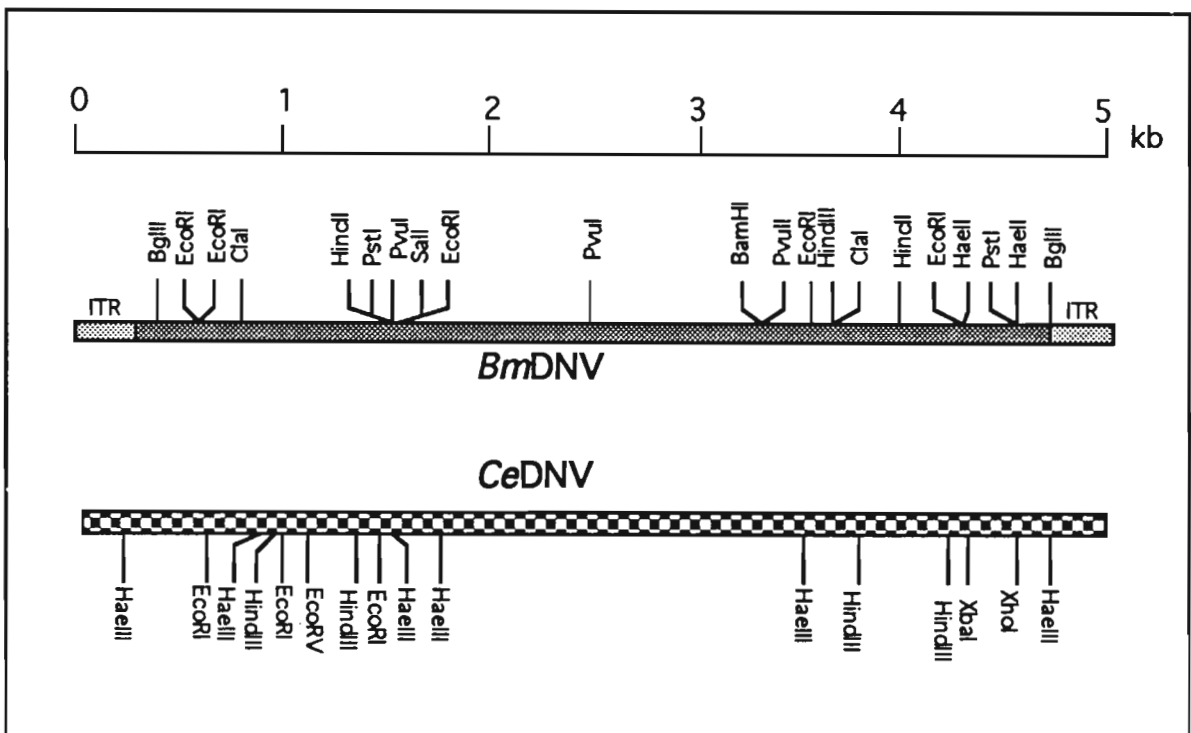 0 1 2 3 4 5
kb
BglII EcoRI EcoRI ClaI HindII PstI PvuI SalI EcoRI PvuI BamHI PvuII EcoRI HindIII ClaI HindII EcoRI HaeII PstI HaeII BglII
ITR ITR
BmDNV
CeDNV
HaeIII EcoRI HaeIII HindIII EcoRI EcoRV HindIII EcoRI HaeIII HaeIII HaeIII HindIII HindIII XbaI XhoI HaeIII